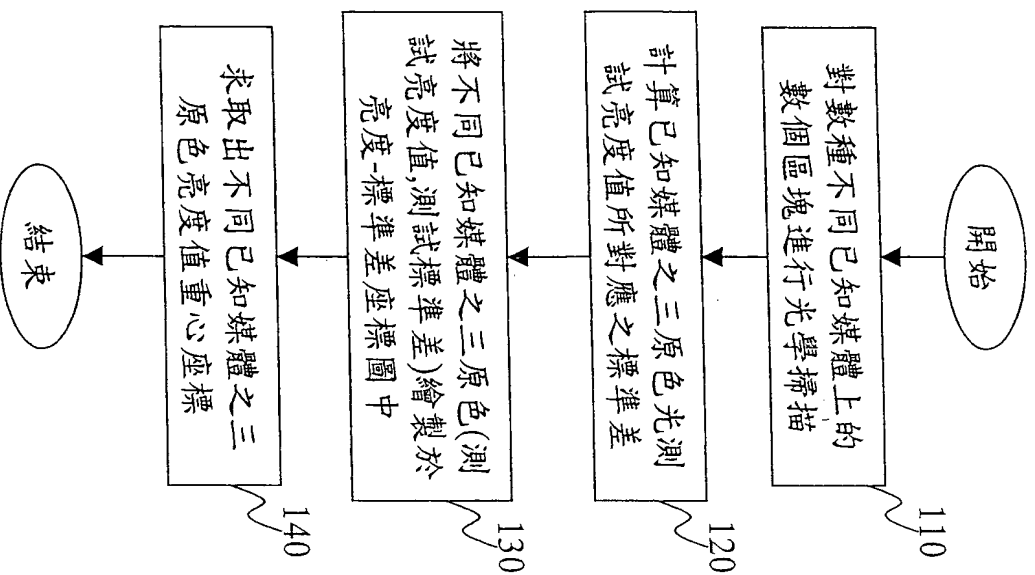 開始
對數種不同已知媒體上的
數個區塊進行光學掃描
110
計算已知媒體之三原色光測
試亮度值所對應之標準差
120
將不同已知媒體之三原色(測
試亮度值,測試標準差)繪製於
亮度-標準差座標圖中
130
求取出不同已知媒體之三
原色亮度值重心座標
140
結束